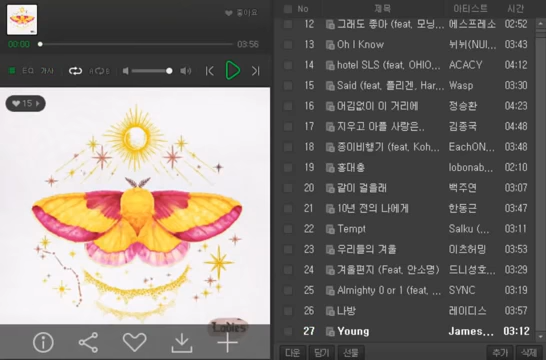 좋아요
00:00
03:56
EQ 가사
15
Ladies
No 제목 아티스트 시간
12 그래도 좋아 (feat, 모닝... 에스프레소 02:52
13 Oh I Know 뉘뉘(NUI... 03:43
14 hotel SLS (feat, OHIO... ACACY 04:12
15 Said (feat, 플리겐, Har... Wasp 03:30
16 어김없이 이 거리에 정승환 04:23
17 지우고 아플 사랑은.. 김종국 04:48
18 종이비행기 (feat, Koh... EachON... 03:48
19 홍대충 lobonab... 02:10
20 같이 걸을래 백주연 03:07
21 10년 전의 나에게 한동근 03:47
22 Tempt Salku (... 03:11
23 우리들의 겨울 이츠허밍 03:53
24 겨울편지 (Feat, 안소명) 드니성호... 03:29
25 Almighty 0 or 1 (feat, ... SYNC 03:19
26 나방 레이디스 03:57
27 Young James,... 03:12
다운 담기 선물 추가 삭제